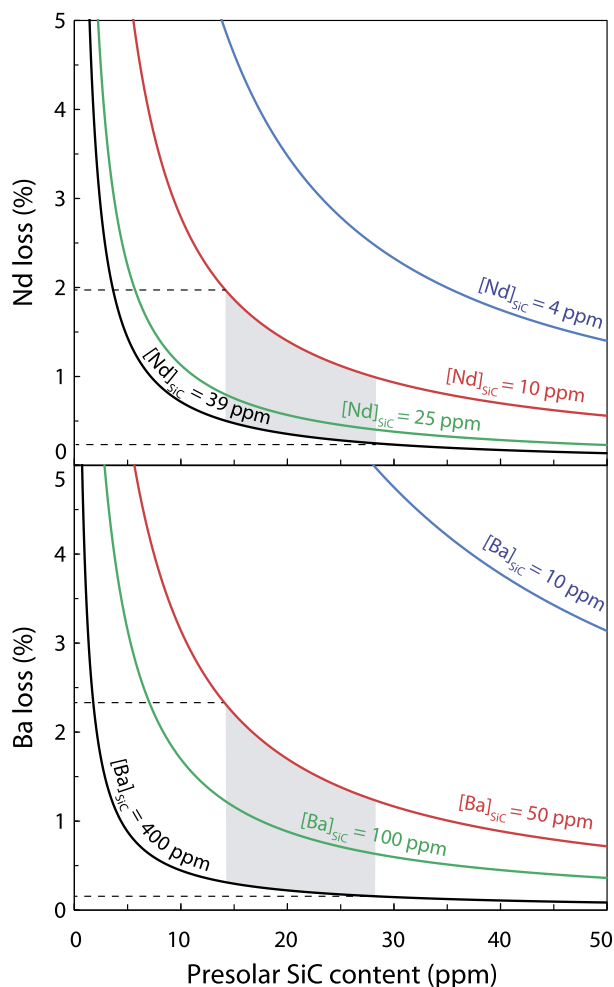 5
4
3
2
1
0
Nd loss (%)
[Nd]SiC = 4 ppm
[Nd]SiC = 10 ppm
[Nd]SiC = 25 ppm
[Nd]SiC = 39 ppm
5
4
3
2
1
0
Ba loss (%)
[Ba]SiC = 10 ppm
[Ba]SiC = 50 ppm
[Ba]SiC = 100 ppm
[Ba]SiC = 400 ppm
0 10 20 30 40 50
Presolar SiC content (ppm)